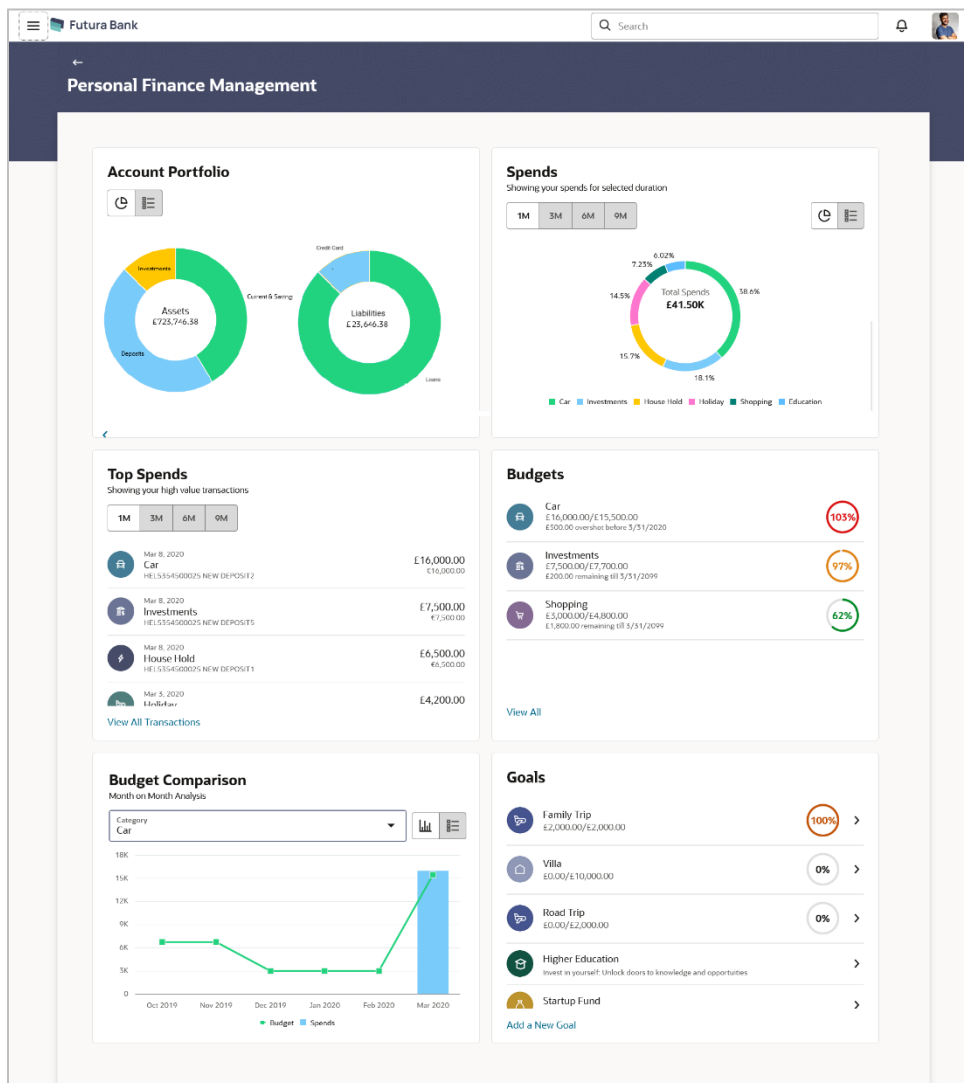 Futura Bank
Search
Personal Finance Management
Account Portfolio
Investments
Current & Saving
Assets
£723,746.38
Deposits
Credit Card
Liabilities
£23,646.38
Loans
Spends
Showing your spends for selected duration
1M 3M 6M 9M
6.02%
7.23%
14.5%
38.6%
Total Spends
£41.50K
15.7%
18.1%
Car Investments House Hold Holiday Shopping Education
Top Spends
Showing your high value transactions
1M 3M 6M 9M
Mar 8, 2020
Car
HEL5354500025 NEW DEPOSIT2
£16,000.00
€16,000.00
Mar 8, 2020
Investments
HEL5354500025 NEW DEPOSIT5
£7,500.00
€7,500.00
Mar 8, 2020
House Hold
HEL5354500025 NEW DEPOSIT1
£6,500.00
€6,500.00
Mar 3, 2020
Holiday
£4,200.00
View All Transactions
Budgets
Car
£16,000.00/£15,500.00
£500.00 overshot before 3/31/2020
103%
Investments
£7,500.00/£7,700.00
£200.00 remaining till 3/31/2099
97%
Shopping
£3,000.00/£4,800.00
£1,800.00 remaining till 3/31/2099
62%
View All
Budget Comparison
Month on Month Analysis
Category
Car
18K
15K
12K
9K
6K
3K
0
Oct 2019 Nov 2019 Dec 2019 Jan 2020 Feb 2020 Mar 2020
Budget Spends
Goals
Family Trip
£2,000.00/£2,000.00
100%
Villa
£0.00/£10,000.00
0%
Road Trip
£0.00/£2,000.00
0%
Higher Education
Invest in yourself: Unlock doors to knowledge and opportunities
Startup Fund
Add a New Goal